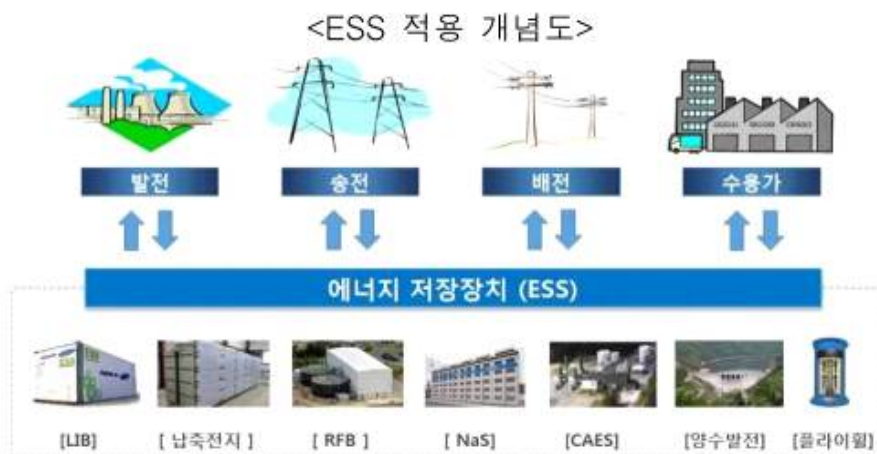 <ESS 적용 개념도>
발전 송전 배전 수용가
에너지 저장장치 (ESS)
[LIB] [ 납축전지 ] [ RFB ] [ NaS ] [CAES] [양수발전] [플라이휠]